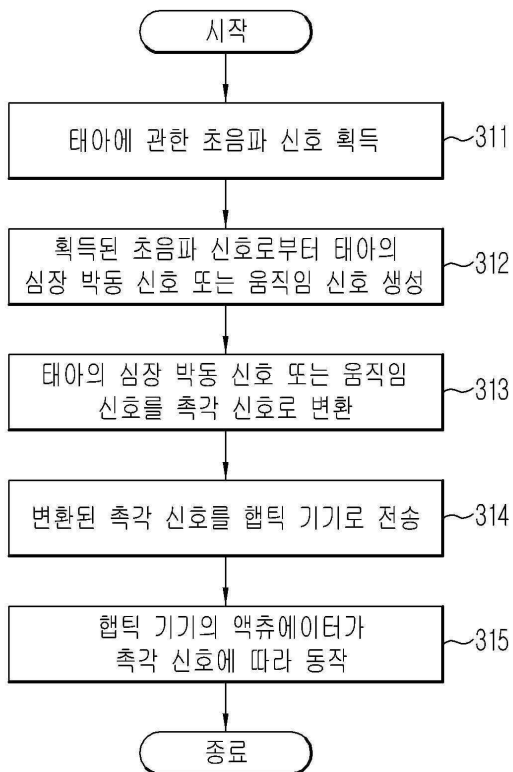 시작
태아에 관한 초음파 신호 획득
311
획득된 초음파 신호로부터 태아의
심장 박동 신호 또는 움직임 신호 생성
312
태아의 심장 박동 신호 또는 움직임
신호를 촉각 신호로 변환
313
변환된 촉각 신호를 햅틱 기기로 전송
314
햅틱 기기의 액츄에이터가
촉각 신호에 따라 동작
315
종료